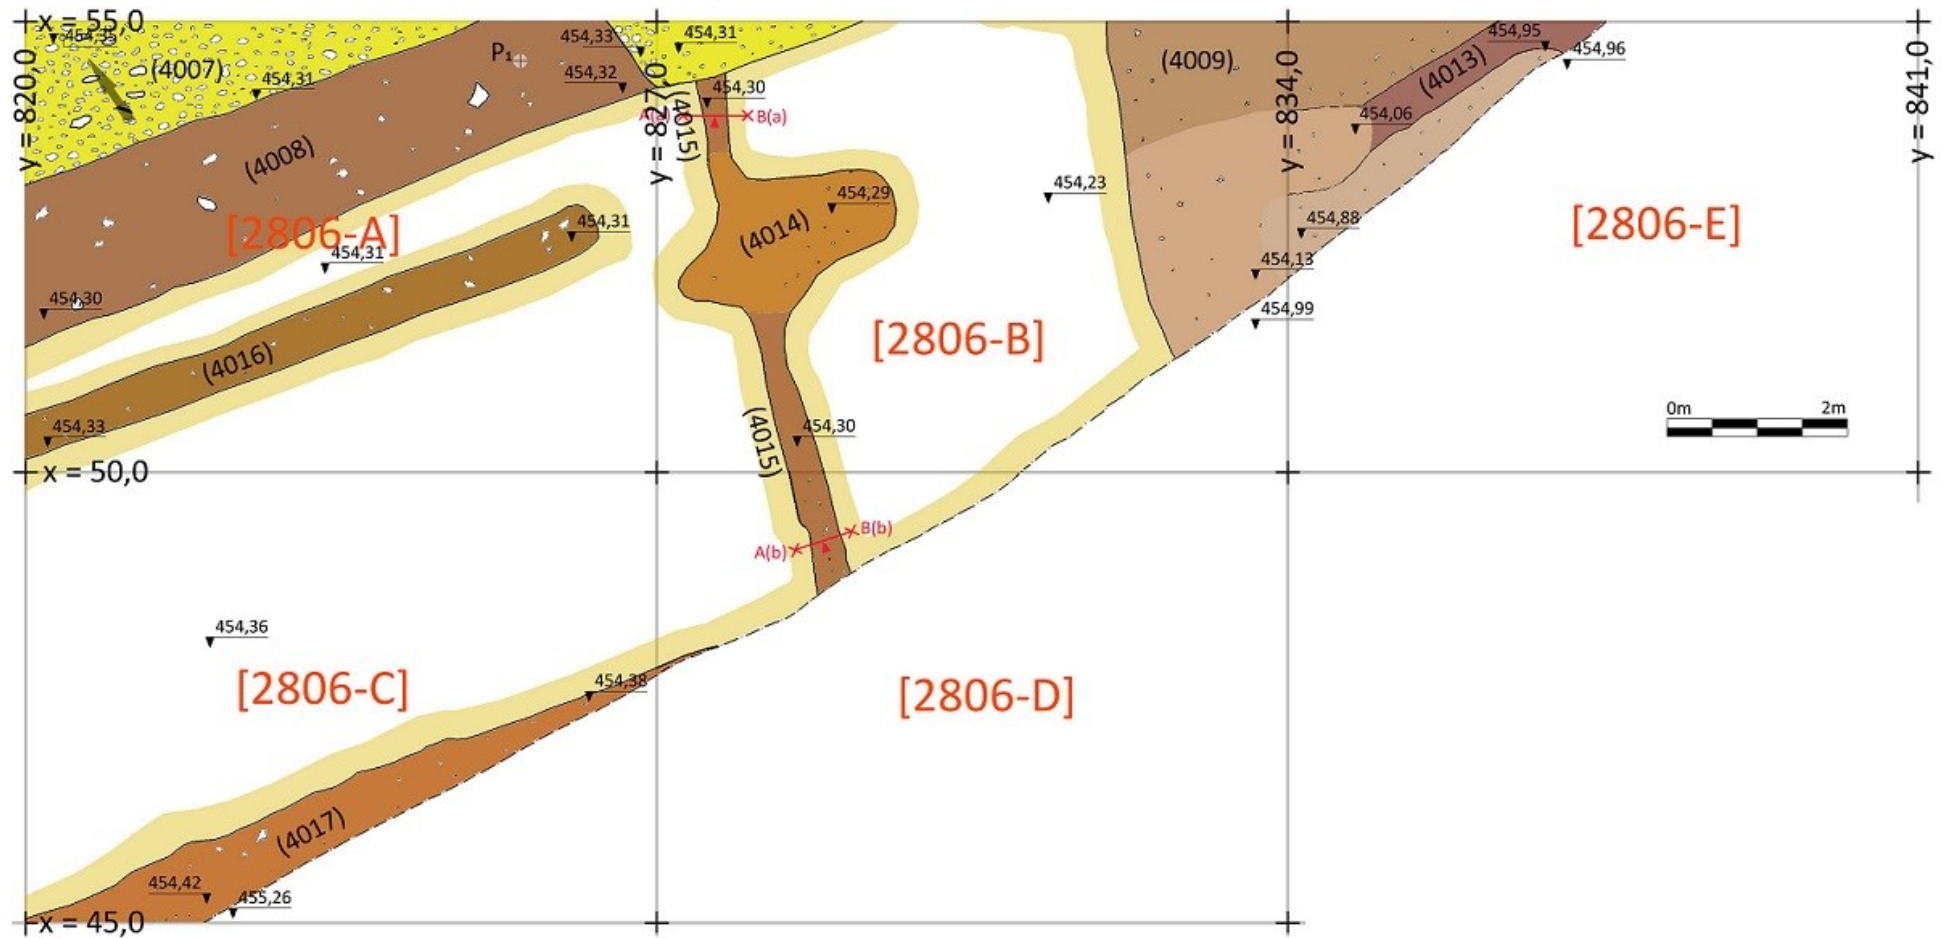 x = 55,0
454,35
454,33
454,31
454,95
454,96
P₁
(4007)
(4009)
(4013)
y = 820,0
y = 827,0
y = 834,0
y = 841,0
454,31
454,32
454,30
A(a)
B(a)
(4015)
454,06
(4008)
454,23
454,29
454,31
454,88
[2806-A]
(4014)
[2806-E]
454,31
454,13
454,30
454,99
[2806-B]
(4016)
0m 2m
454,33
454,30
(4015)
x = 50,0
B(b)
A(b)
454,36
454,38
[2806-C]
[2806-D]
(4017)
454,42
455,26
x = 45,0